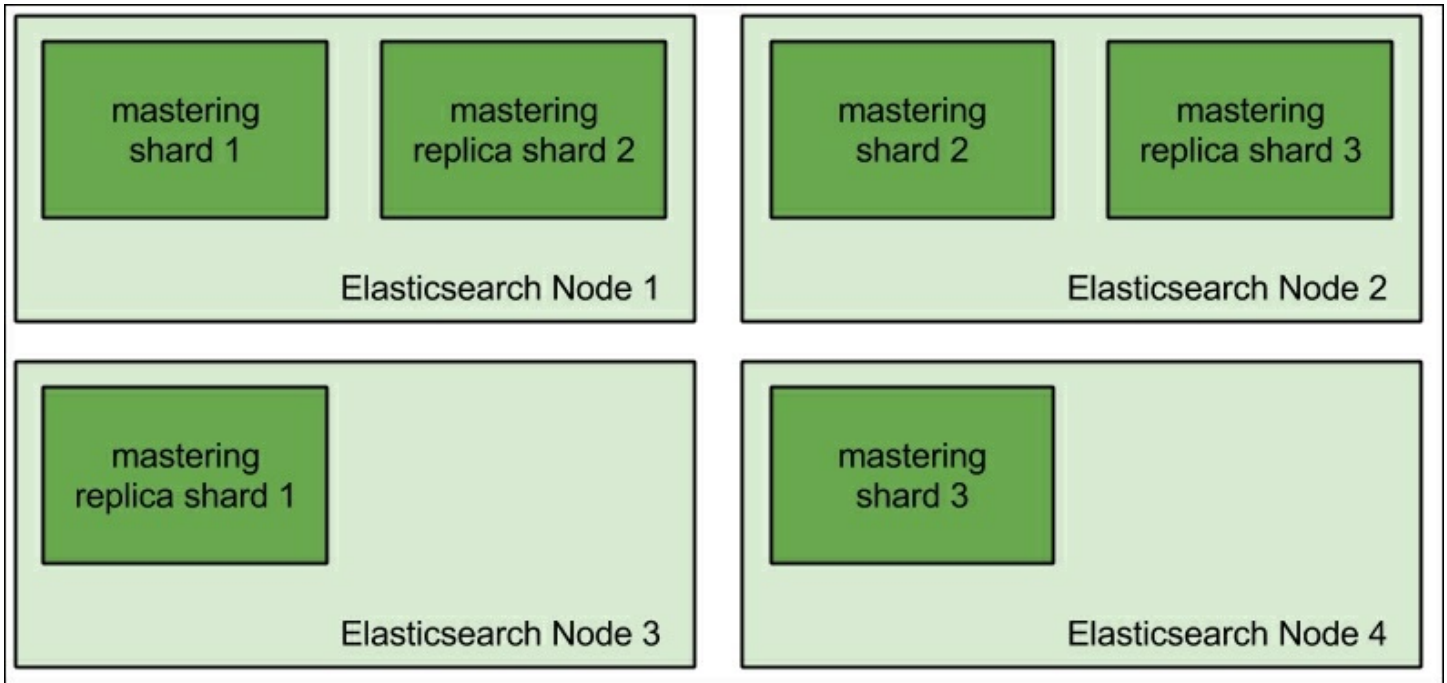 mastering
shard 1
mastering
replica shard 2
Elasticsearch Node 1
mastering
shard 2
mastering
replica shard 3
Elasticsearch Node 2
mastering
replica shard 1
Elasticsearch Node 3
mastering
shard 3
Elasticsearch Node 4